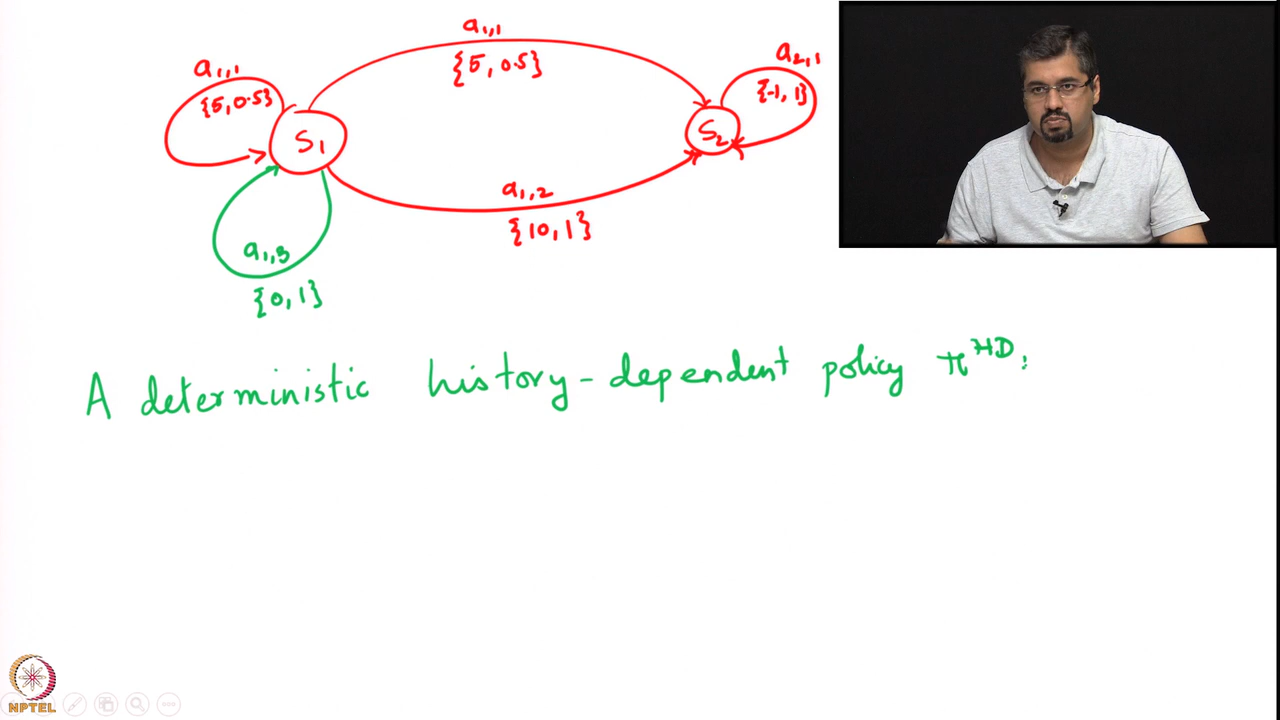 a1,1
{5, 0.5}
a1,1
{5, 0.5}
a2,1
{-1, 1}
S1
S2
a1,2
{10, 1}
a1,3
{0, 1}
A deterministic history-dependent policy π^HD:
NPTEL